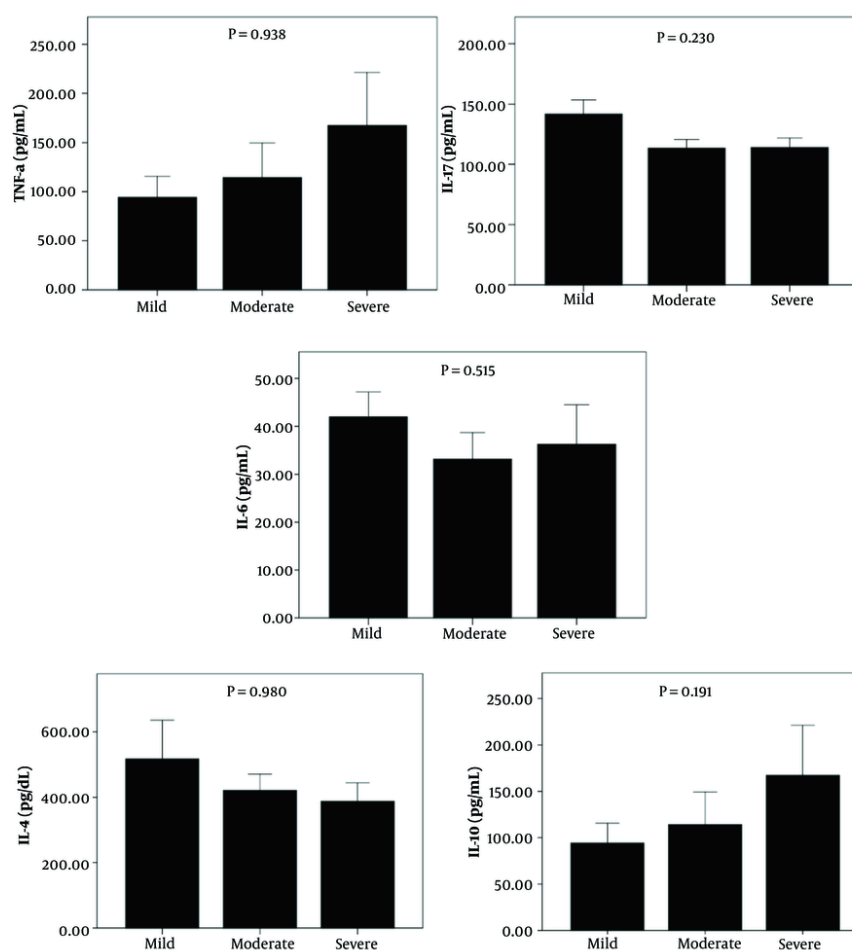 P = 0.938
TNF-a (pg/mL)
250.00
200.00
150.00
100.00
50.00
0.00
Mild Moderate Severe
P = 0.230
IL-17 (pg/mL)
200.00
150.00
100.00
50.00
0.00
Mild Moderate Severe
P = 0.515
IL-6 (pg/mL)
50.00
40.00
30.00
20.00
10.00
0.00
Mild Moderate Severe
P = 0.980
IL-4 (pg/dL)
600.00
400.00
200.00
0.00
Mild Moderate Severe
P = 0.191
IL-10 (pg/mL)
250.00
200.00
150.00
100.00
50.00
0.00
Mild Moderate Severe